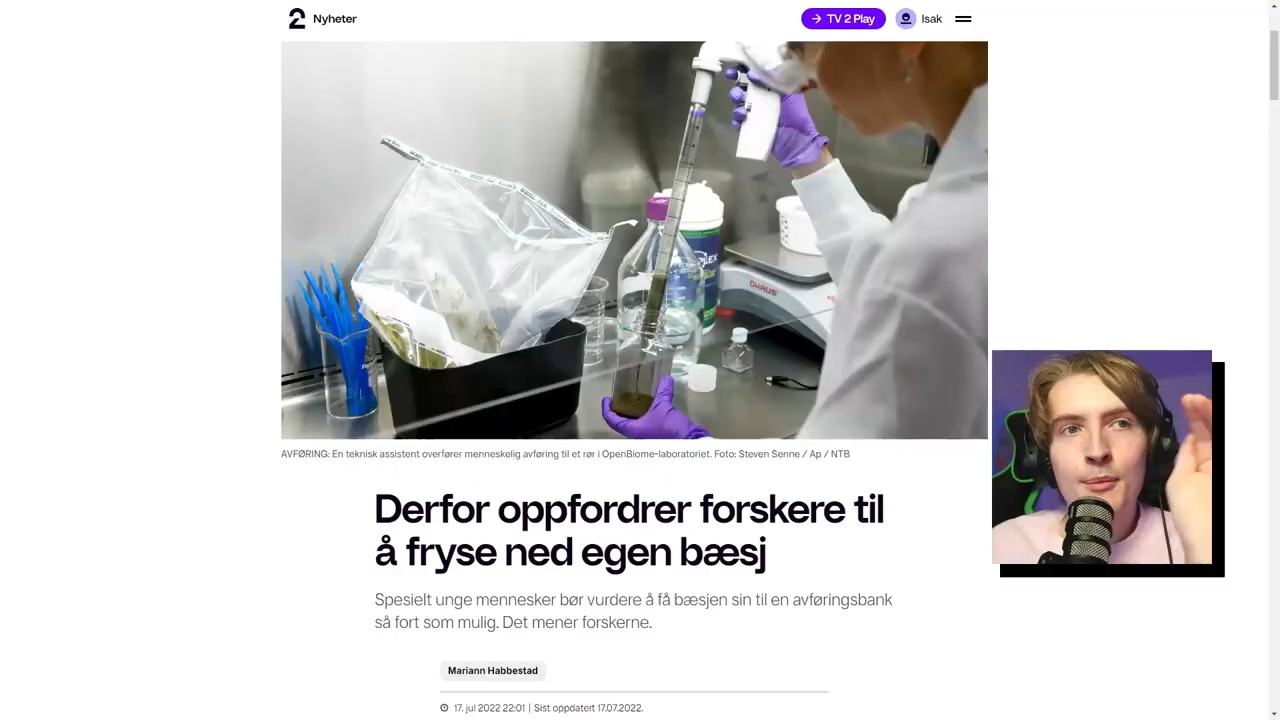 2 Nyheter
TV 2 Play
Isak
OHAUS
AVFØRING: En teknisk assistent overfører menneskelig avføring til et rør i OpenBiome-laboratoriet. Foto: Steven Senne / Ap / NTB
Derfor oppfordrer forskere til
å fryse ned egen bæsj
Spesielt unge mennesker bør vurdere å få bæsjen sin til en avføringsbank
så fort som mulig. Det mener forskerne.
Mariann Habbestad
17. jul 2022 22:01 | Sist oppdatert 17.07.2022.